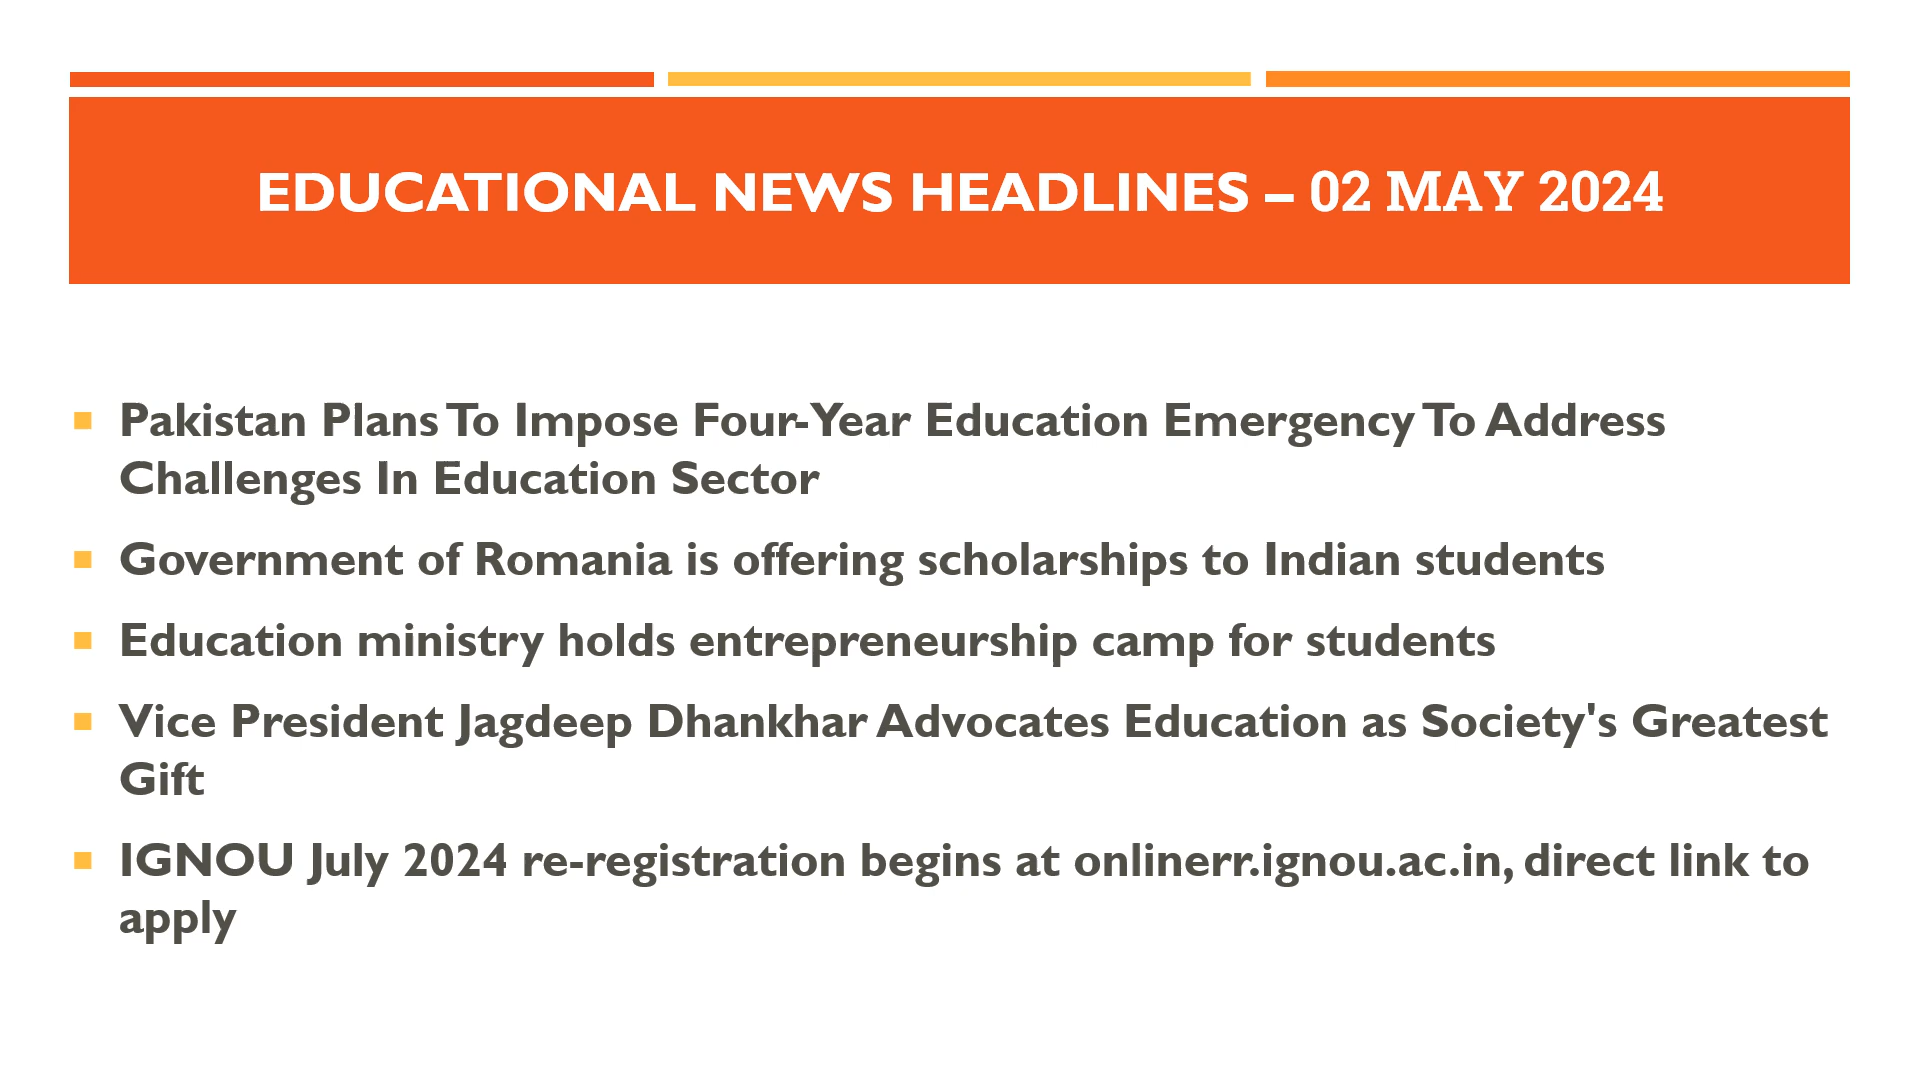 EDUCATIONAL NEWS HEADLINES – 02 MAY 2024
Pakistan Plans To Impose Four-Year Education Emergency To Address
Challenges In Education Sector
Government of Romania is offering scholarships to Indian students
Education ministry holds entrepreneurship camp for students
Vice President Jagdeep Dhankhar Advocates Education as Society's Greatest
Gift
IGNOU July 2024 re-registration begins at onlinerr.ignou.ac.in, direct link to
apply